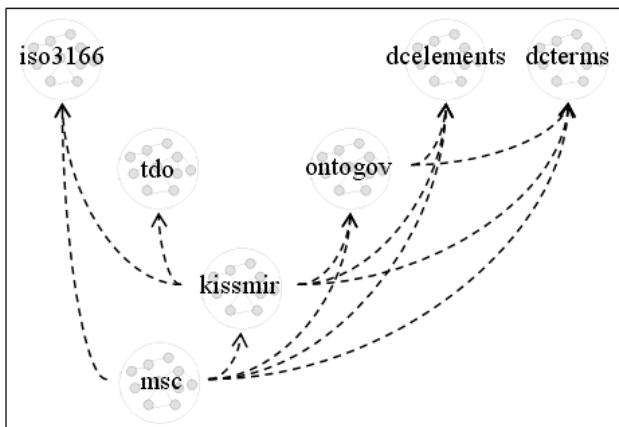 iso3166
dcelements
dcterms
tdo
ontogov
kissmir
msc